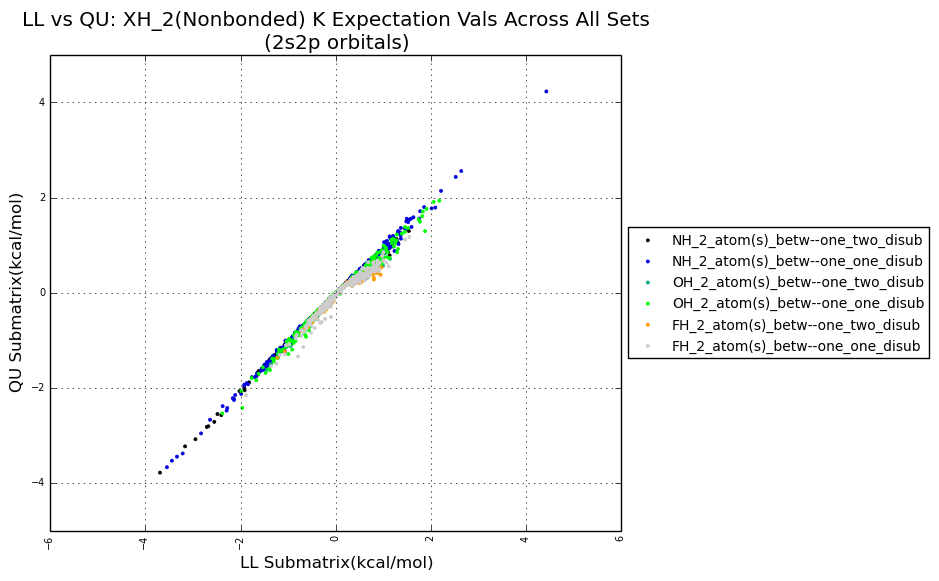 LL vs QU: XH_2(Nonbonded) K Expectation Vals Across All Sets
(2s2p orbitals)
QU Submatrix(kcal/mol)
4
2
0
−2
−4
−6
−4
−2
0
2
4
6
LL Submatrix(kcal/mol)
NH_2_atom(s)_betw--one_two_disub
NH_2_atom(s)_betw--one_one_disub
OH_2_atom(s)_betw--one_two_disub
OH_2_atom(s)_betw--one_one_disub
FH_2_atom(s)_betw--one_two_disub
FH_2_atom(s)_betw--one_one_disub